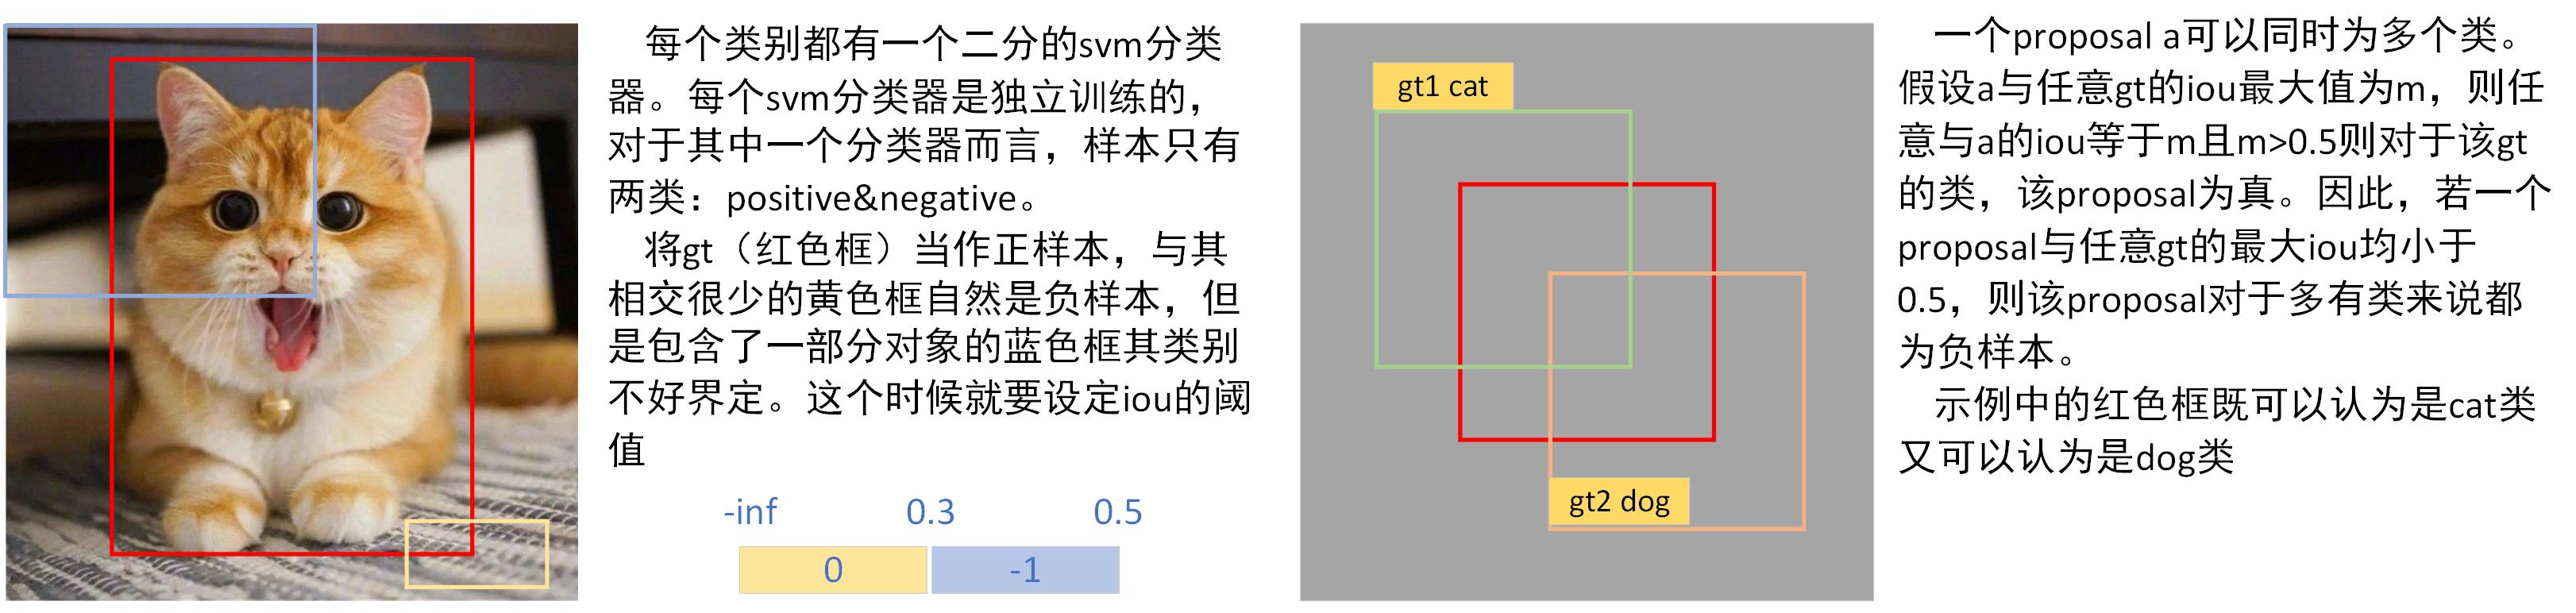 每个类别都有一个二分的svm分类
器。每个svm分类器是独立训练的，
对于其中一个分类器而言，样本只有
两类：positive&negative。
将gt（红色框）当作正样本，与其
相交很少的黄色框自然是负样本，但
是包含了一部分对象的蓝色框其类别
不好界定。这个时候就要设定iou的阈
值
-inf 0.3 0.5
0 -1
gt1 cat
gt2 dog
一个proposal a可以同时为多个类。
假设a与任意gt的iou最大值为m，则任
意与a的iou等于m且m>0.5则对于该gt
的类，该proposal为真。因此，若一个
proposal与任意gt的最大iou均小于
0.5，则该proposal对于多有类来说都
为负样本。
示例中的红色框既可以认为是cat类
又可以认为是dog类